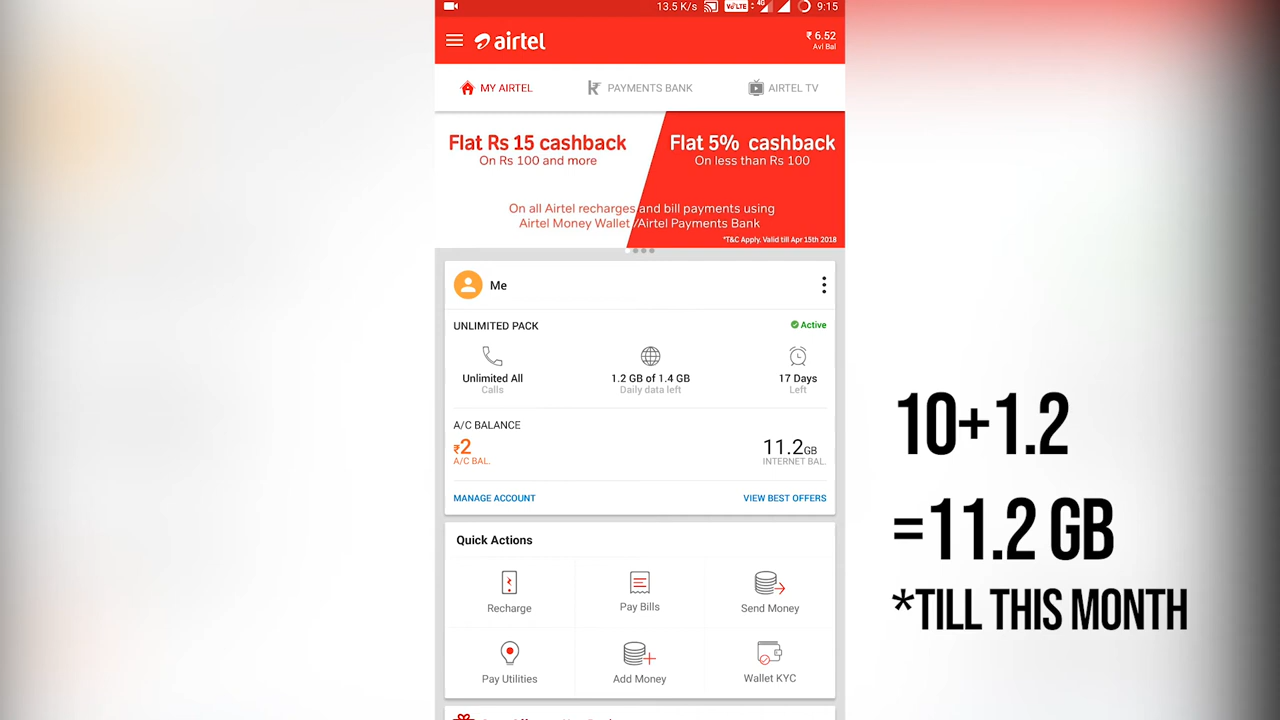 13.5 K/s VoLTE 4G 9:15
airtel
₹ 6.52
Avl Bal
MY AIRTEL
PAYMENTS BANK
AIRTEL TV
Flat Rs 15 cashback
On Rs 100 and more
Flat 5% cashback
On less than Rs 100
On all Airtel recharges and bill payments using
Airtel Money Wallet /Airtel Payments Bank
*T&C Apply. Valid till Apr 15th 2018
Me
UNLIMITED PACK
Active
Unlimited All
Calls
1.2 GB of 1.4 GB
Daily data left
17 Days
Left
A/C BALANCE
₹2
A/C BAL.
11.2GB
INTERNET BAL.
MANAGE ACCOUNT
VIEW BEST OFFERS
Quick Actions
Recharge
Pay Bills
Send Money
Pay Utilities
Add Money
Wallet KYC
10+1.2
=11.2 GB
*TILL THIS MONTH